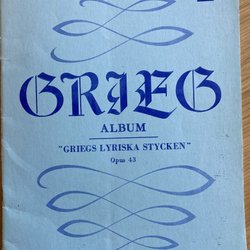 GRIEG
ALBUM
"GRIEGS LYRISKA STYCKEN"
Opus 43